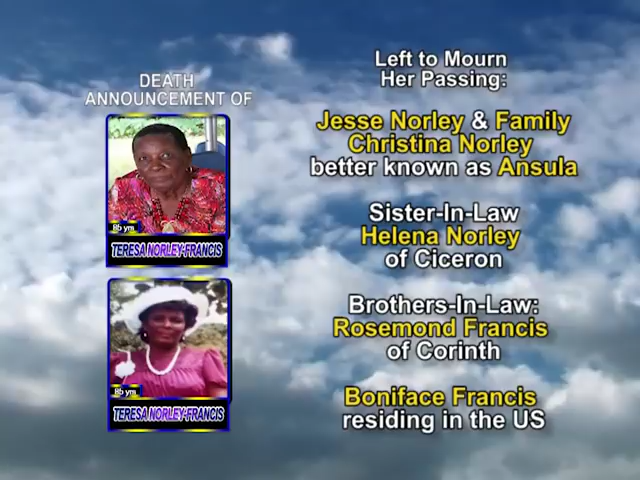 DEATH
ANNOUNCEMENT OF
85 yrs
TERESA NORLEY-FRANCIS
85 yrs
TERESA NORLEY-FRANCIS
Left to Mourn
Her Passing:
Jesse Norley & Family
Christina Norley
better known as Ansula
Sister-In-Law
Helena Norley
of Ciceron
Brothers-In-Law:
Rosemond Francis
of Corinth
Boniface Francis
residing in the US